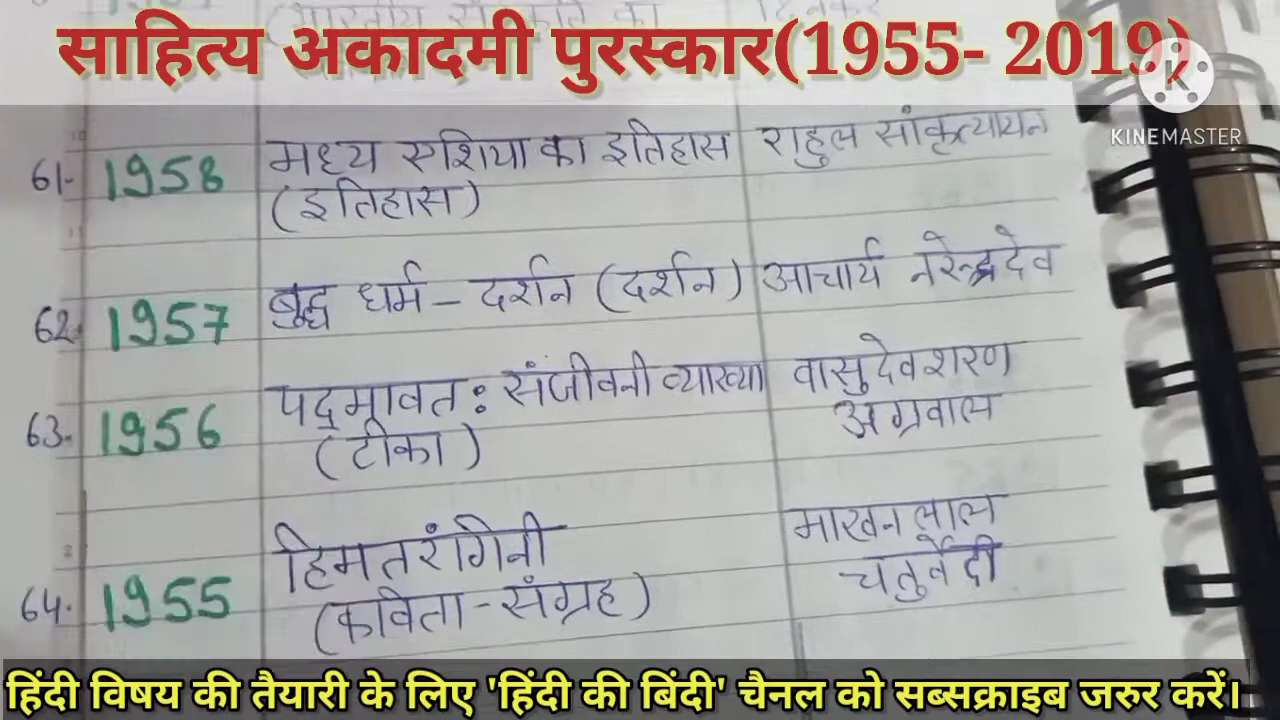 साहित्य अकादमी पुरस्कार(1955- 2019)
KINEMASTER
61- 1958 मध्य एशिया का इतिहास राहुल सांकृत्यायन
(इतिहास)
62. 1957 बुद्ध धर्म - दर्शन (दर्शन) आचार्य नरेन्द्रदेव
63. 1956 पद्मावत : संजीवनी व्याख्या वासुदेवशरण
(टीका) अग्रवाल
64. 1955 हिमतरंगिनी माखनलाल
(कविता - संग्रह) चतुर्वेदी
हिंदी विषय की तैयारी के लिए 'हिंदी की बिंदी' चैनल को सब्सक्राइब जरुर करें।